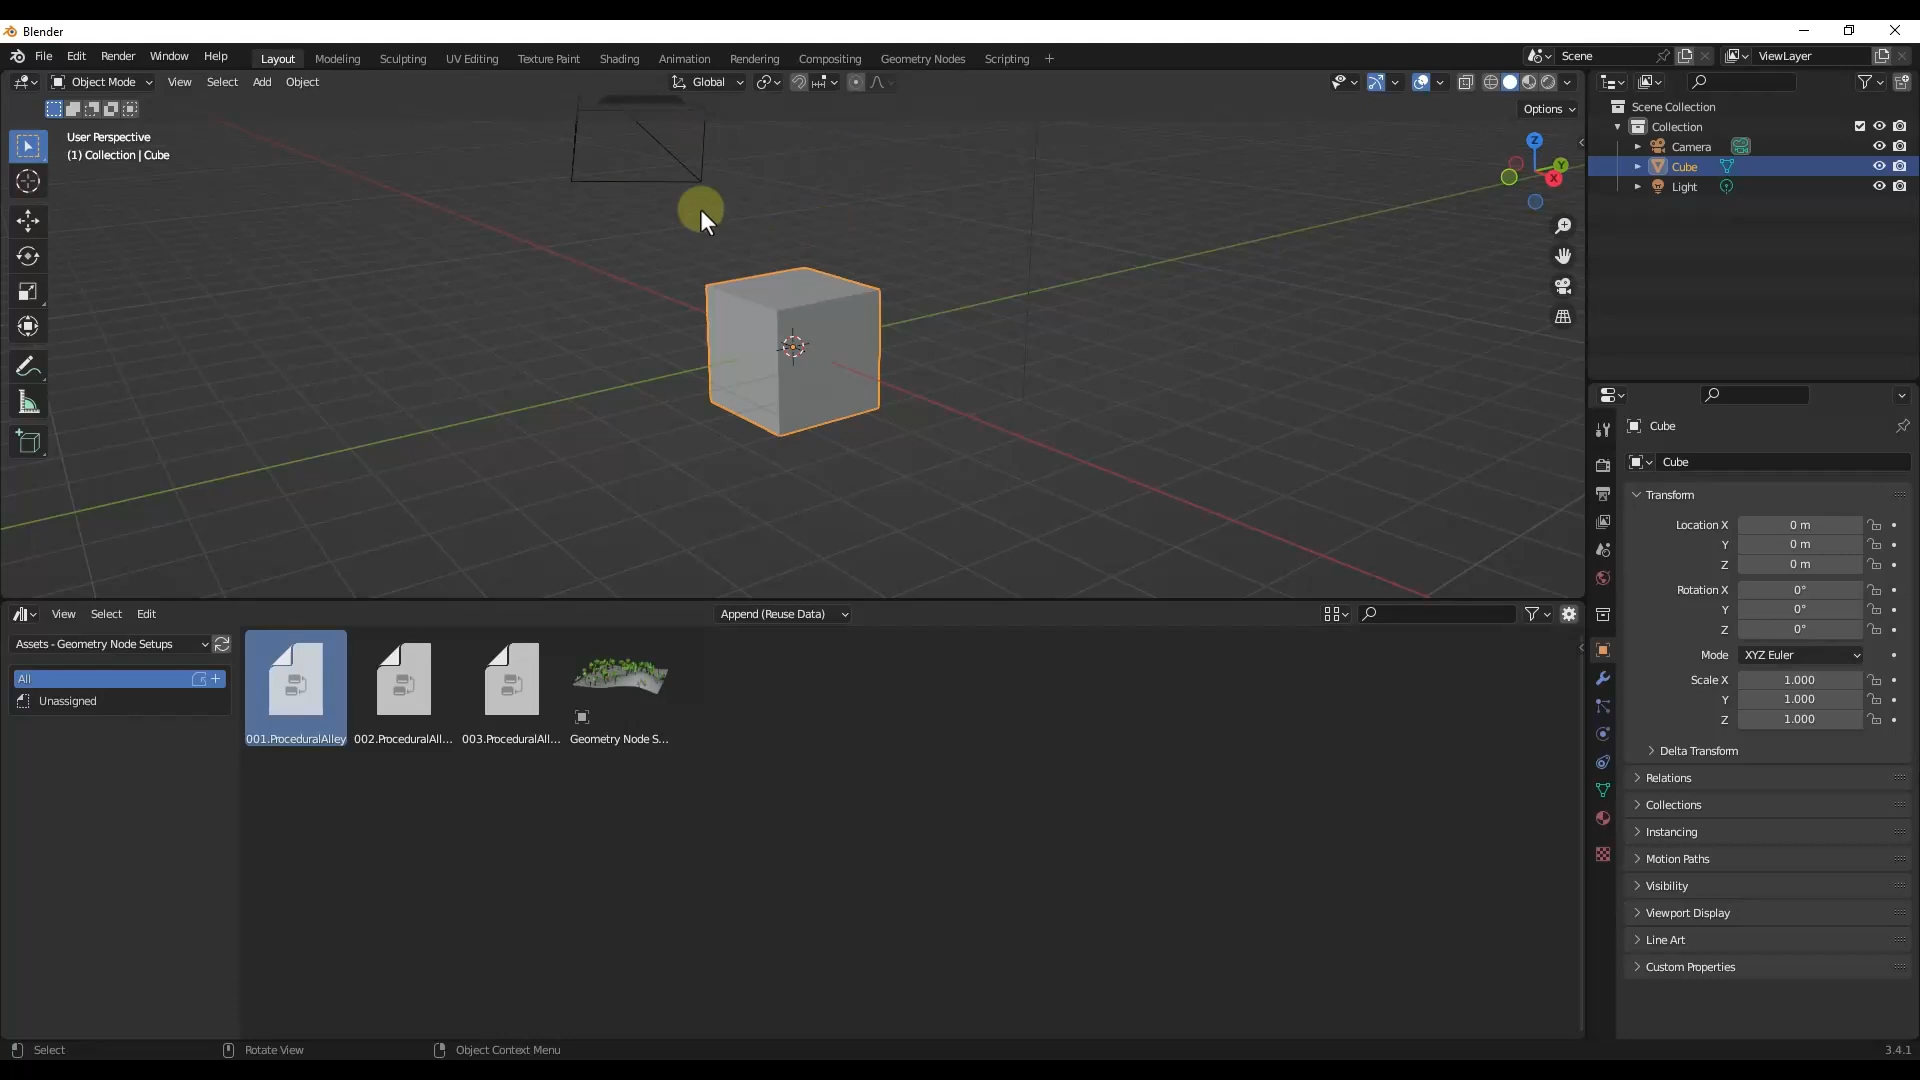 Blender
File Edit Render Window Help Layout Modeling Sculpting UV Editing Texture Paint Shading Animation Rendering Compositing Geometry Nodes Scripting + Scene ViewLayer
Object Mode View Select Add Object Global
Options
User Perspective
(1) Collection | Cube
Z
Y
X
Scene Collection
Collection
Camera
Cube
Light
Cube
Cube
Transform
Location X 0 m
Y 0 m
Z 0 m
Rotation X 0°
Y 0°
Z 0°
Mode XYZ Euler
Scale X 1.000
Y 1.000
Z 1.000
Delta Transform
Relations
Collections
Instancing
Motion Paths
Visibility
Viewport Display
Line Art
Custom Properties
View Select Edit Append (Reuse Data)
Assets - Geometry Node Setups
All
Unassigned
001.ProceduralAlley 002.ProceduralAll... 003.ProceduralAll... Geometry Node S...
Select Rotate View Object Context Menu 3.4.1